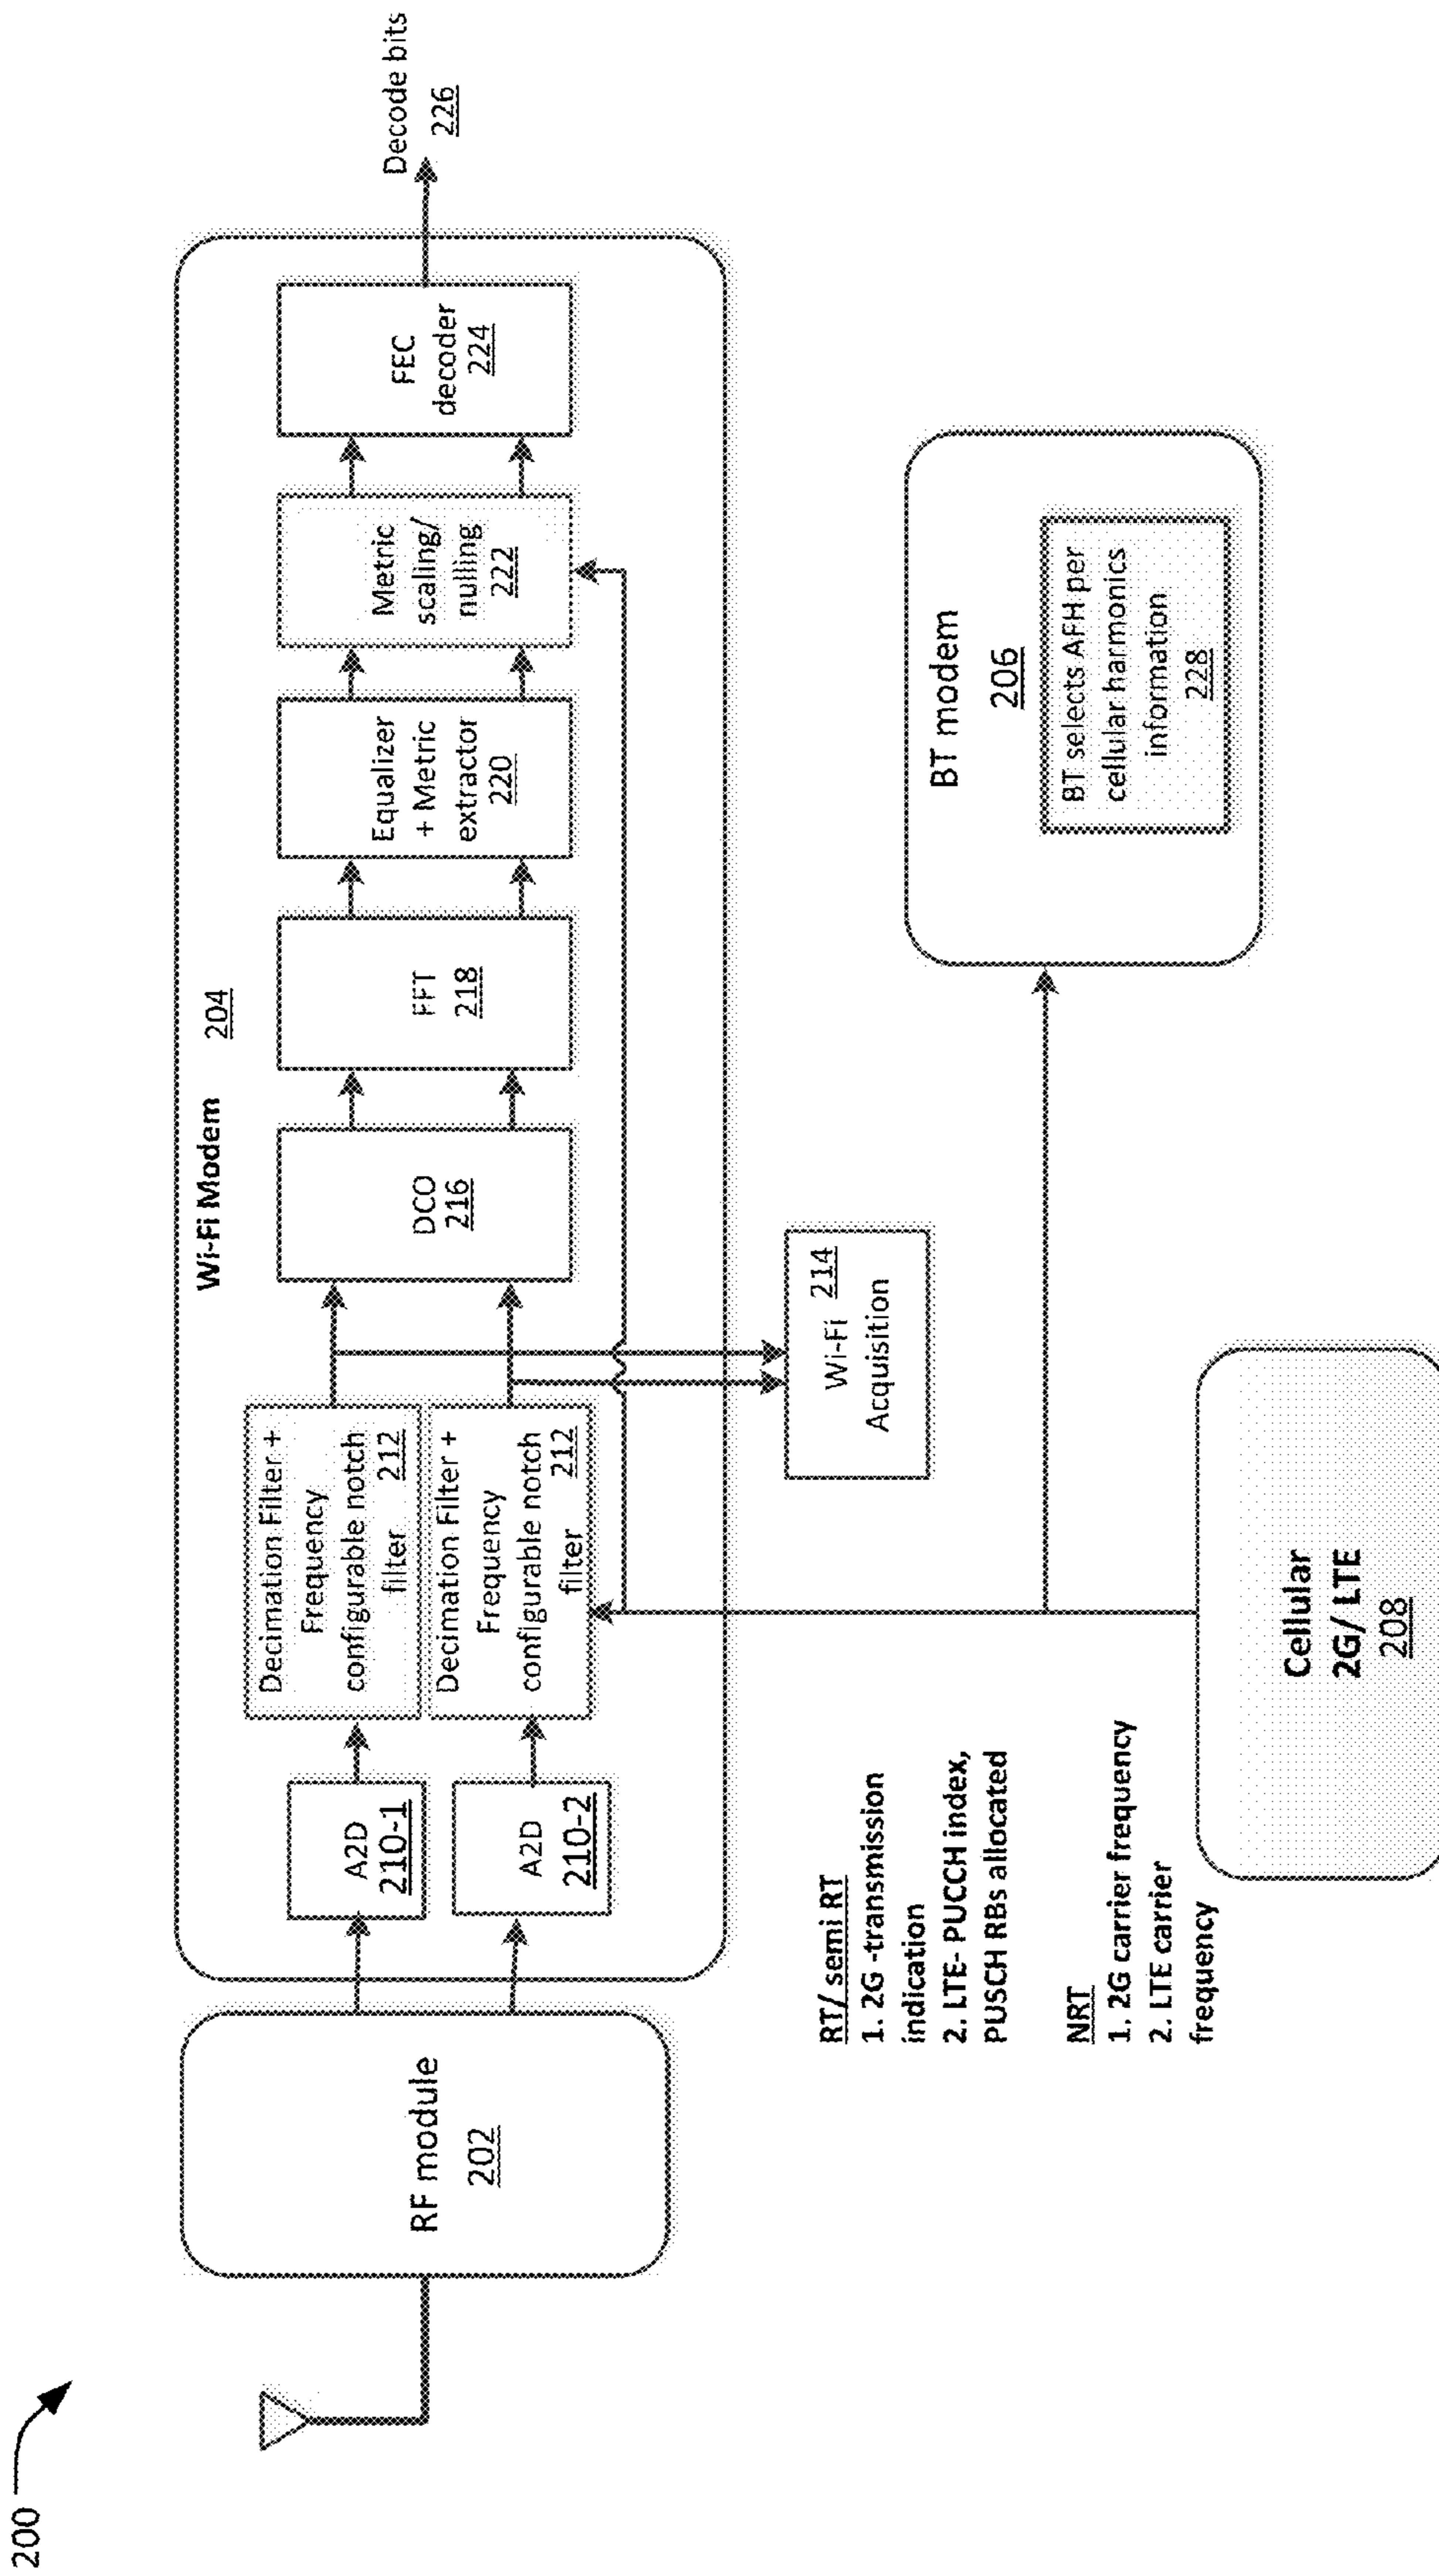 200
RF module
202
Wi-Fi Modem
204
A2D
210-1
A2D
210-2
Decimation Filter +
Frequency
configurable notch
filter 212
Decimation Filter +
Frequency
configurable notch
filter 212
DCO
216
FFT
218
Equalizer
+ Metric
extractor
220
Metric
scaling/
nulling
222
FEC
decoder
224
Decode bits
226
Wi-Fi 214
Acquisition
BT modem
206
BT selects AFH per
cellular harmonics
information
228
RT/ semi RT
1. 2G -transmission
indication
2. LTE- PUCCH index,
PUSCH RBs allocated
NRT
1. 2G carrier frequency
2. LTE carrier
frequency
Cellular
2G/ LTE
208